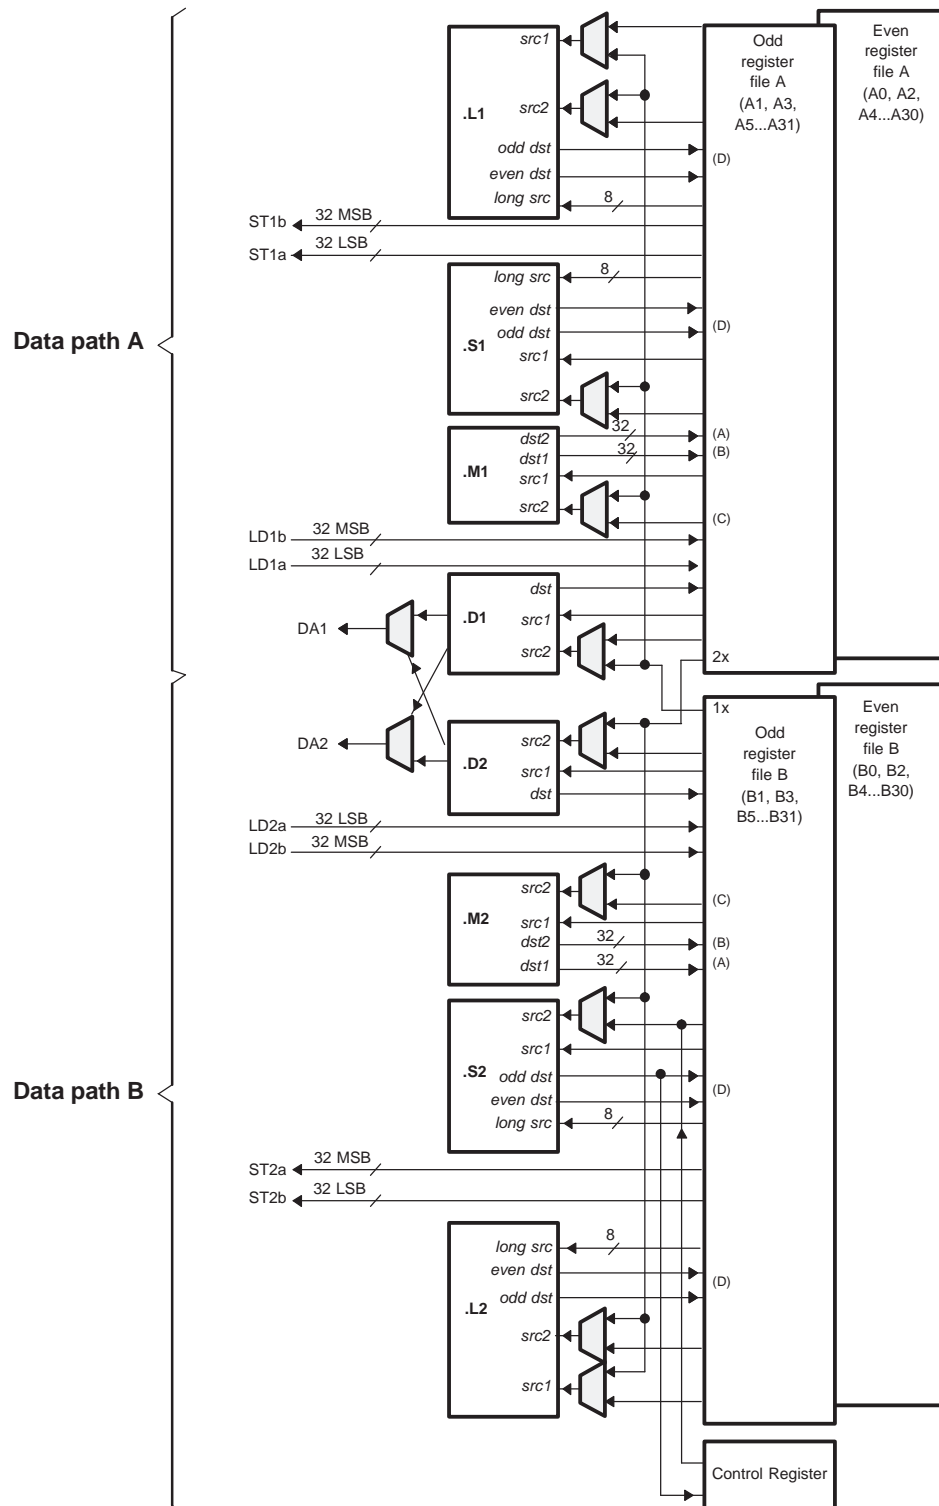 Data path A
.L1
src1
src2
odd dst
even dst
long src
8
(D)
ST1b
32 MSB
ST1a
32 LSB
.S1
long src
8
even dst
odd dst
(D)
src1
src2
.M1
dst2
32
(A)
dst1
32
(B)
src1
src2
(C)
LD1b
32 MSB
LD1a
32 LSB
.D1
dst
src1
src2
DA1
2x
Odd
register
file A
(A1, A3,
A5...A31)
Even
register
file A
(A0, A2,
A4...A30)
Data path B
DA2
1x
.D2
src2
src1
dst
LD2a
32 LSB
LD2b
32 MSB
.M2
src2
(C)
src1
dst2
32
(B)
dst1
32
(A)
.S2
src2
src1
odd dst
(D)
even dst
long src
8
ST2a
32 MSB
ST2b
32 LSB
.L2
long src
8
even dst
(D)
odd dst
src2
src1
Odd
register
file B
(B1, B3,
B5...B31)
Even
register
file B
(B0, B2,
B4...B30)
Control Register